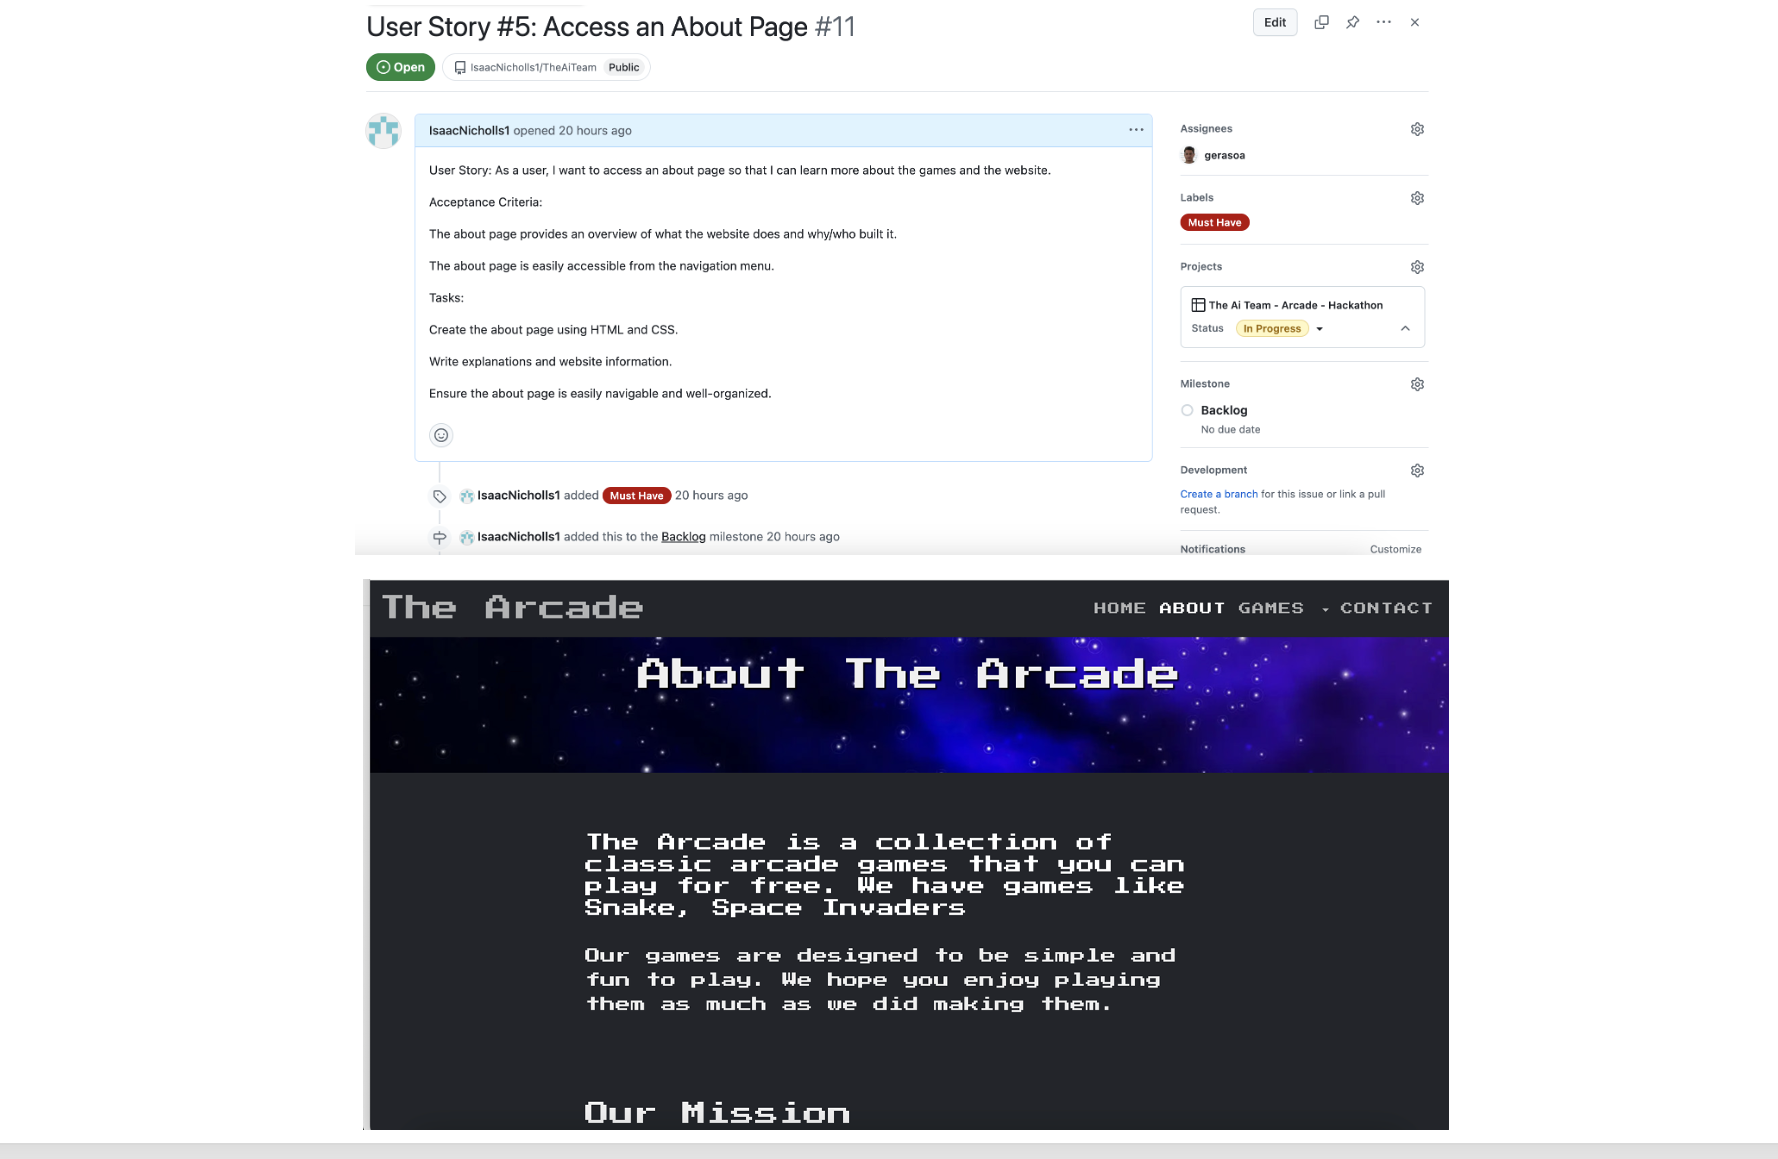 User Story #5: Access an About Page #11
Edit
Open
IsaacNicholls1/TheAiTeam Public
IsaacNicholls1 opened 20 hours ago
User Story: As a user, I want to access an about page so that I can learn more about the games and the website.
Acceptance Criteria:
The about page provides an overview of what the website does and why/who built it.
The about page is easily accessible from the navigation menu.
Tasks:
Create the about page using HTML and CSS.
Write explanations and website information.
Ensure the about page is easily navigable and well-organized.
IsaacNicholls1 added Must Have 20 hours ago
IsaacNicholls1 added this to the Backlog milestone 20 hours ago
Assignees
gerasoa
Labels
Must Have
Projects
The Ai Team - Arcade - Hackathon
Status In Progress
Milestone
Backlog
No due date
Development
Create a branch for this issue or link a pull
request.
Notifications Customize
The Arcade
HOME ABOUT GAMES CONTACT
About The Arcade
The Arcade is a collection of
classic arcade games that you can
play for free. We have games like
Snake, Space Invaders
Our games are designed to be simple and
fun to play. We hope you enjoy playing
them as much as we did making them.
Our Mission